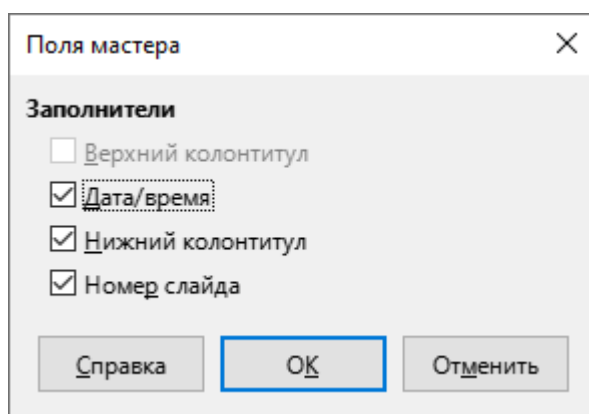 Поля мастера
Заполнители
Верхний колонтитул
Дата/время
Нижний колонтитул
Номер слайда
Справка
OK
Отменить